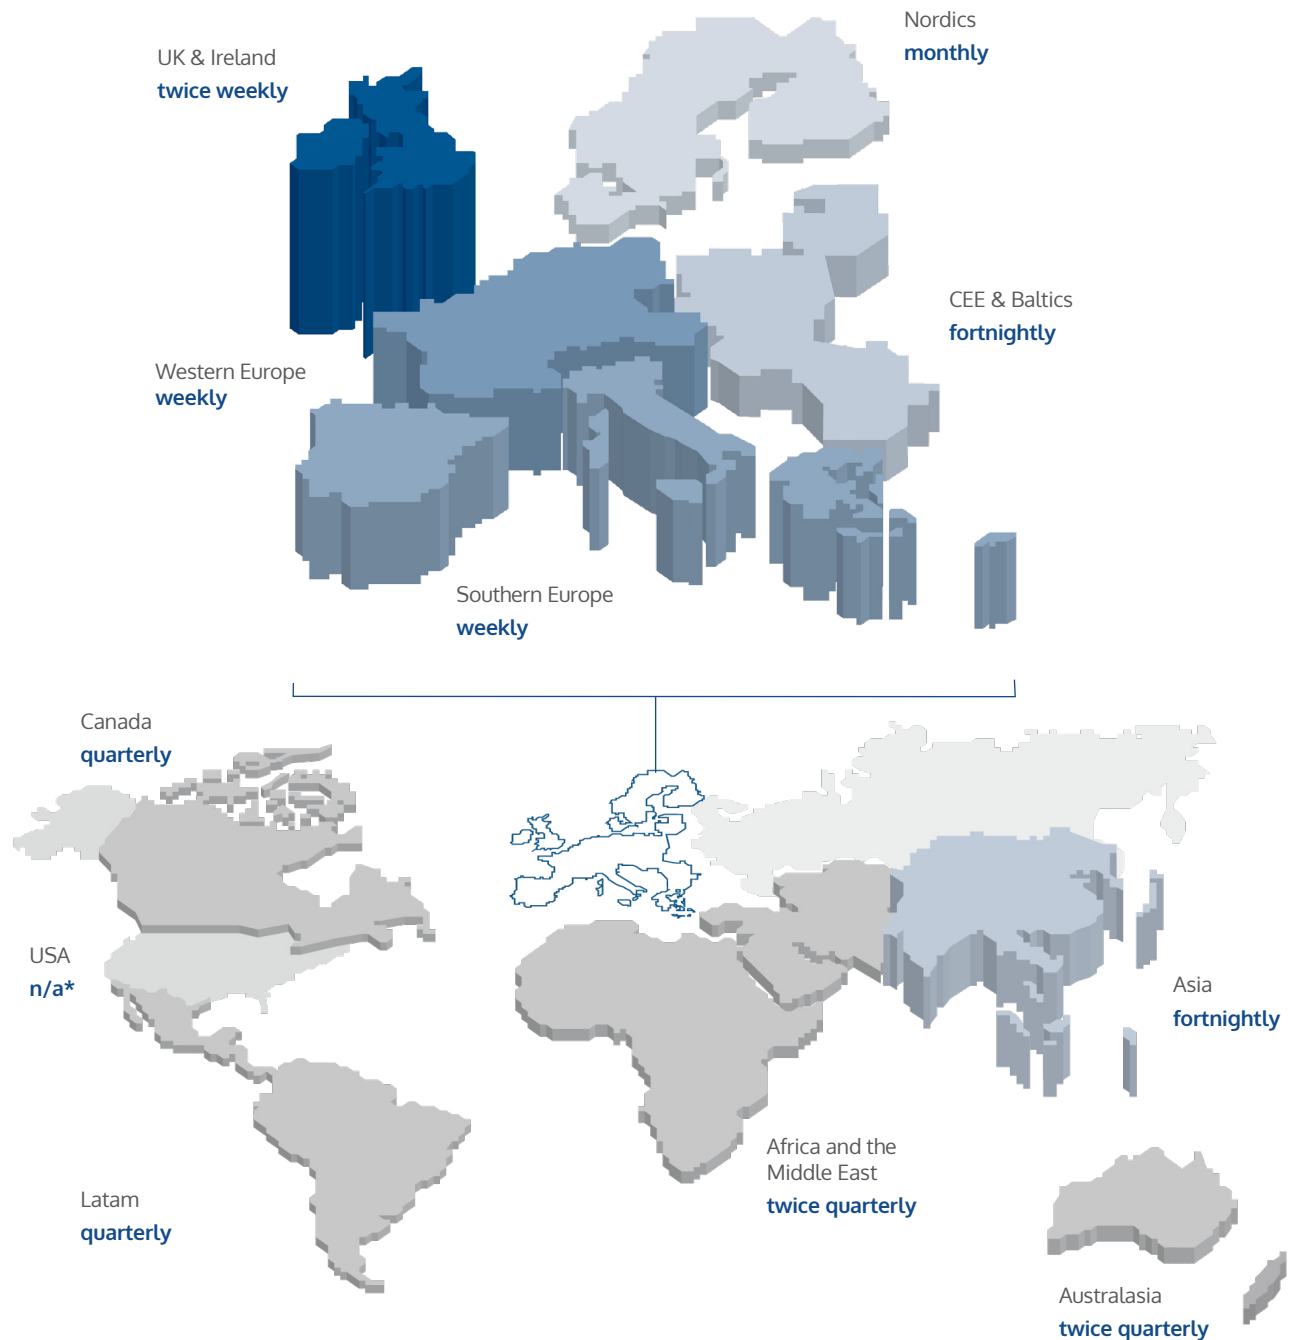 Nordics
monthly
UK & Ireland
twice weekly
CEE & Baltics
fortnightly
Western Europe
weekly
Southern Europe
weekly
Canada
quarterly
USA
n/a*
Asia
fortnightly
Africa and the
Middle East
twice quarterly
Latam
quarterly
Australasia
twice quarterly